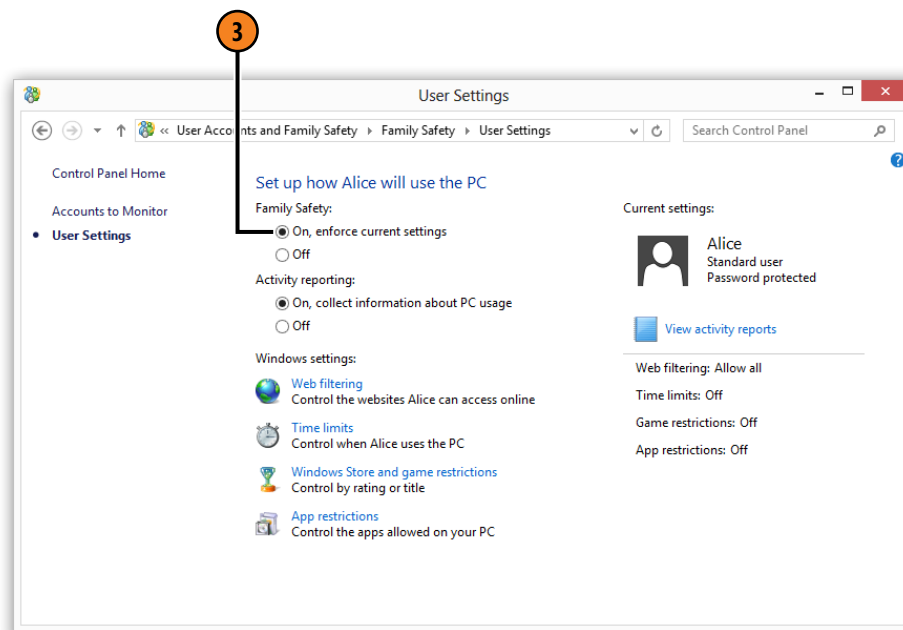 3
User Settings
« User Accounts and Family Safety ▸ Family Safety ▸ User Settings
Search Control Panel
?
Control Panel Home
Accounts to Monitor
• User Settings
Set up how Alice will use the PC
Family Safety:
On, enforce current settings
Off
Activity reporting:
On, collect information about PC usage
Off
Windows settings:
Web filtering
Control the websites Alice can access online
Time limits
Control when Alice uses the PC
Windows Store and game restrictions
Control by rating or title
App restrictions
Control the apps allowed on your PC
Current settings:
Alice
Standard user
Password protected
View activity reports
Web filtering: Allow all
Time limits: Off
Game restrictions: Off
App restrictions: Off